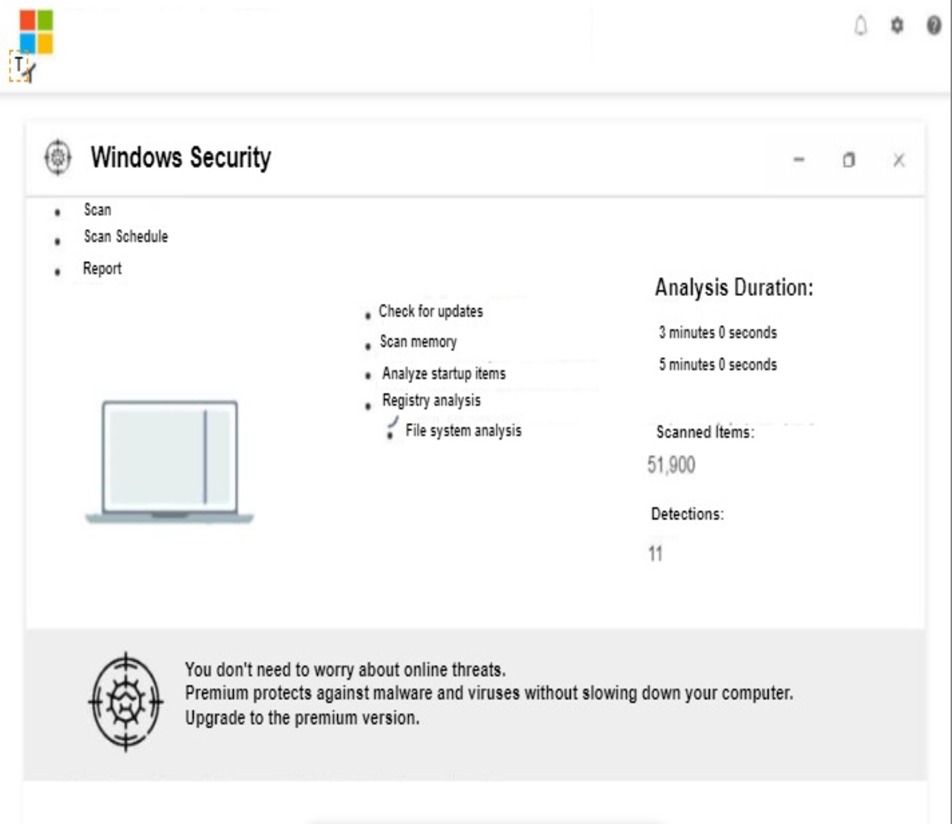 T
Windows Security
Scan
Scan Schedule
Report
Check for updates
Scan memory
Analyze startup items
Registry analysis
File system analysis
Analysis Duration:
3 minutes 0 seconds
5 minutes 0 seconds
Scanned Items:
51,900
Detections:
11
You don't need to worry about online threats.
Premium protects against malware and viruses without slowing down your computer.
Upgrade to the premium version.